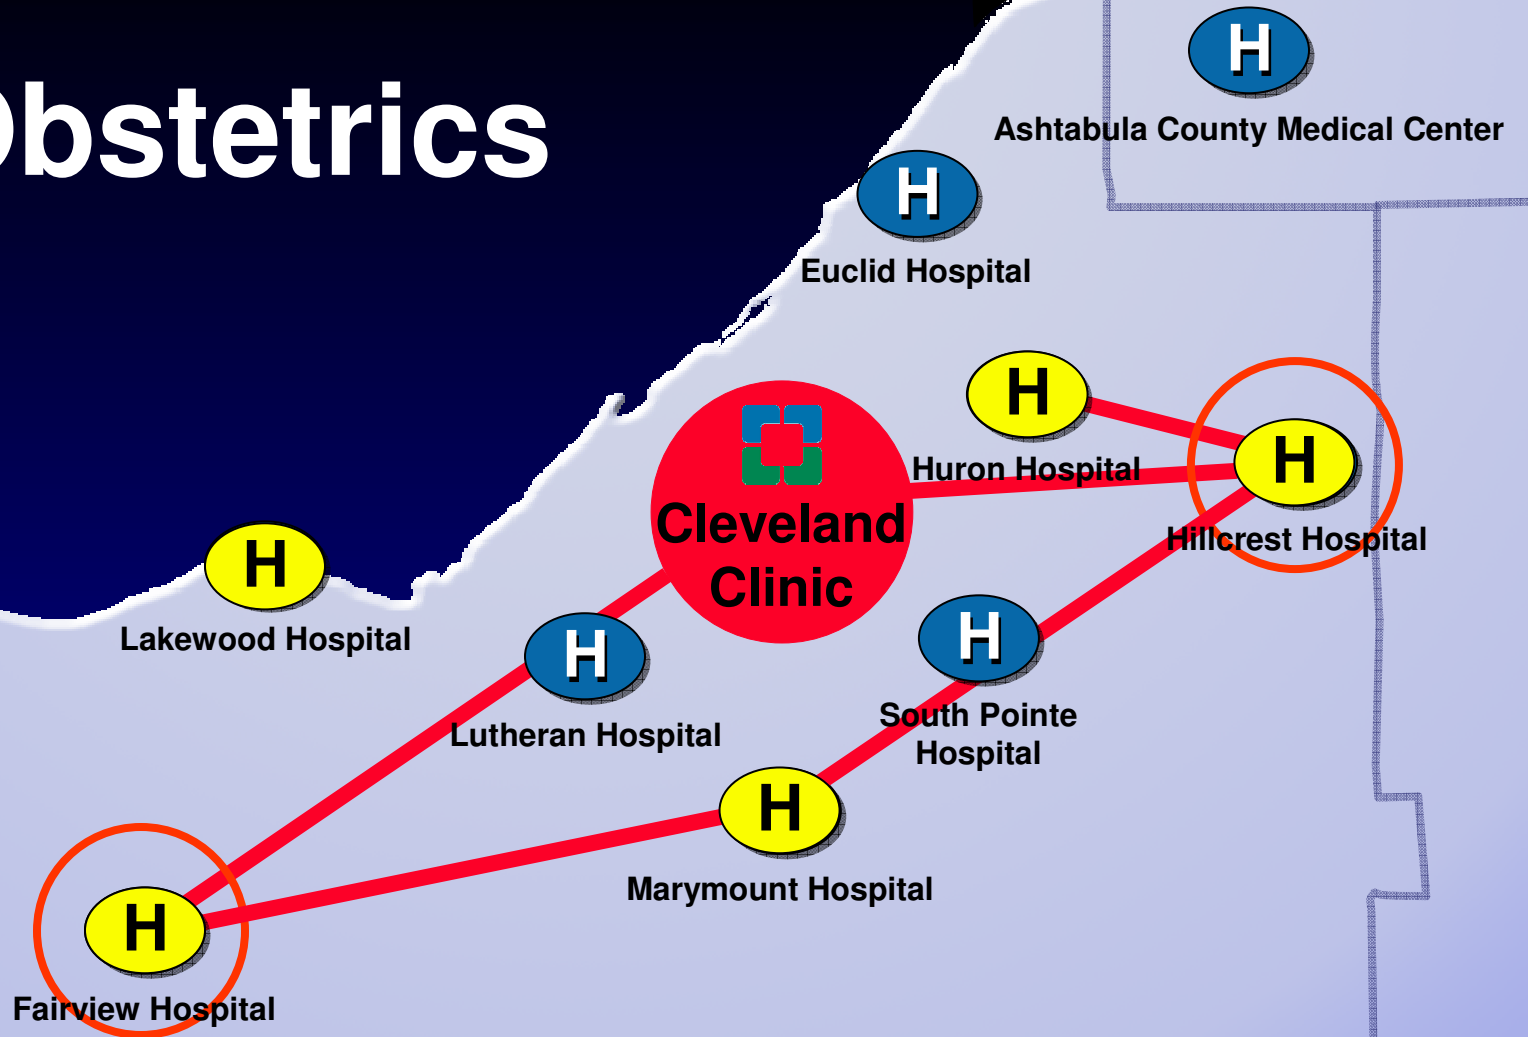 Obstetrics
H
Ashtabula County Medical Center
H
Euclid Hospital
H
Huron Hospital
H
Hillcrest Hospital
Cleveland
Clinic
H
Lakewood Hospital
H
Lutheran Hospital
H
South Pointe
Hospital
H
Marymount Hospital
H
Fairview Hospital